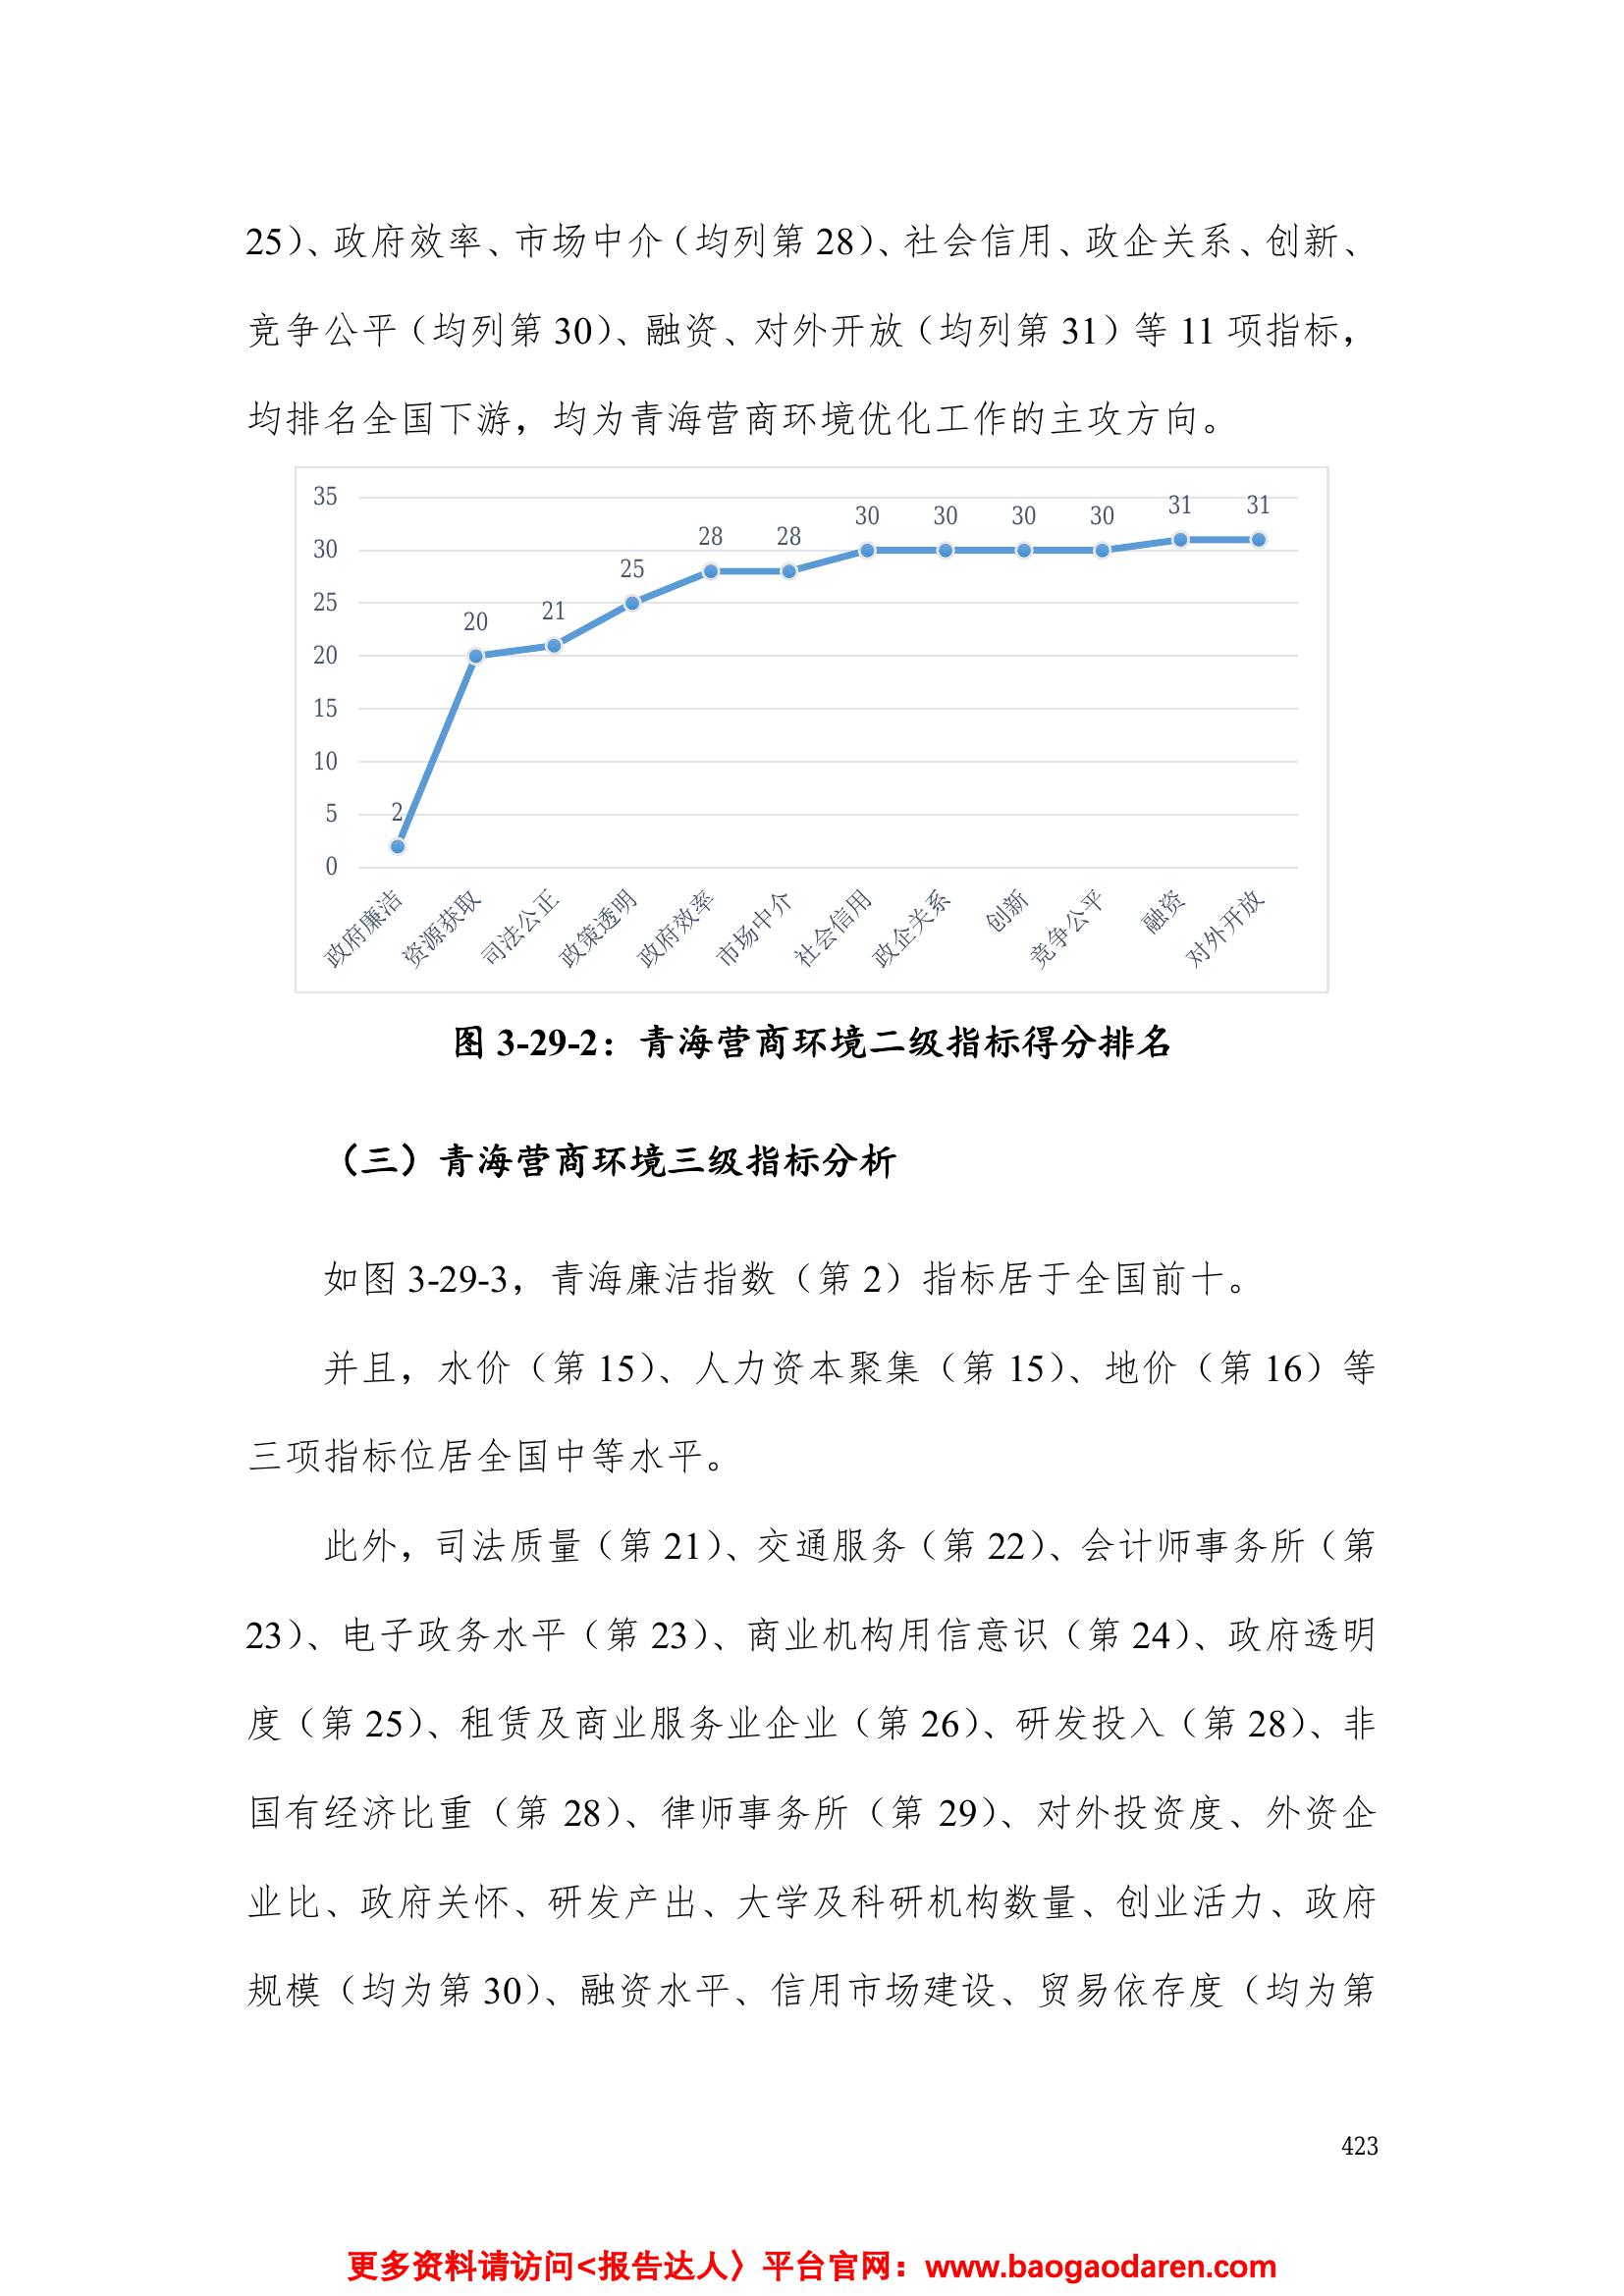 25）、政府效率、市场中介（均列第 28）、社会信用、政企关系、创新、
竞争公平（均列第 30）、融资、对外开放（均列第 31）等 11 项指标，
均排名全国下游，均为青海营商环境优化工作的主攻方向。
35
30
25
20
15
10
5
0
2
20
21
25
28
28
30
30
30
30
31
31
政府廉洁
资源获取
司法公正
政策透明
政府效率
市场中介
社会信用
政企关系
创新
竞争公平
融资
对外开放
图 3-29-2：青海营商环境二级指标得分排名
（三）青海营商环境三级指标分析
如图 3-29-3，青海廉洁指数（第 2）指标居于全国前十。
并且，水价（第 15）、人力资本聚集（第 15）、地价（第 16）等
三项指标位居全国中等水平。
此外，司法质量（第 21）、交通服务（第 22）、会计师事务所（第
23）、电子政务水平（第 23）、商业机构用信意识（第 24）、政府透明
度（第 25）、租赁及商业服务业企业（第 26）、研发投入（第 28）、非
国有经济比重（第 28）、律师事务所（第 29）、对外投资度、外资企
业比、政府关怀、研发产出、大学及科研机构数量、创业活力、政府
规模（均为第 30）、融资水平、信用市场建设、贸易依存度（均为第
423
更多资料请访问<报告达人〉平台官网：www.baogaodaren.com